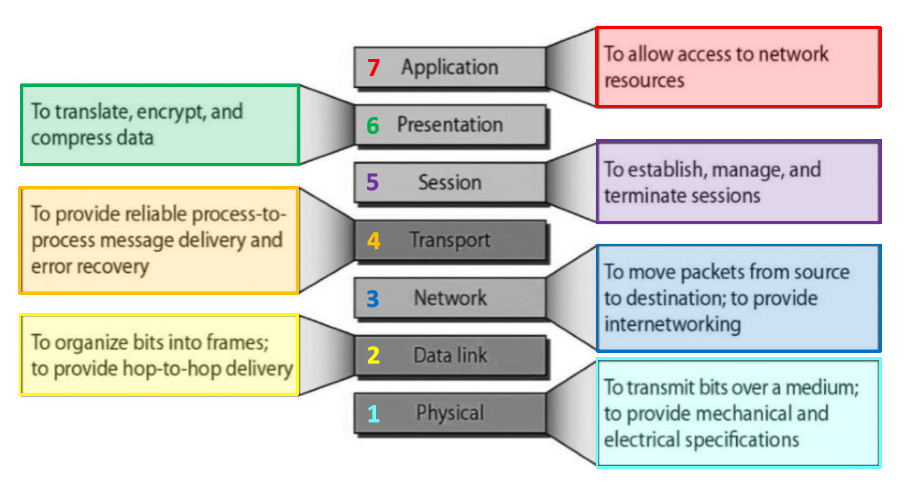 7 Application
To allow access to network
resources
To translate, encrypt, and
compress data
6 Presentation
5 Session
To establish, manage, and
terminate sessions
To provide reliable process-to-
process message delivery and
error recovery
4 Transport
3 Network
To move packets from source
to destination; to provide
internetworking
To organize bits into frames;
to provide hop-to-hop delivery
2 Data link
1 Physical
To transmit bits over a medium;
to provide mechanical and
electrical specifications